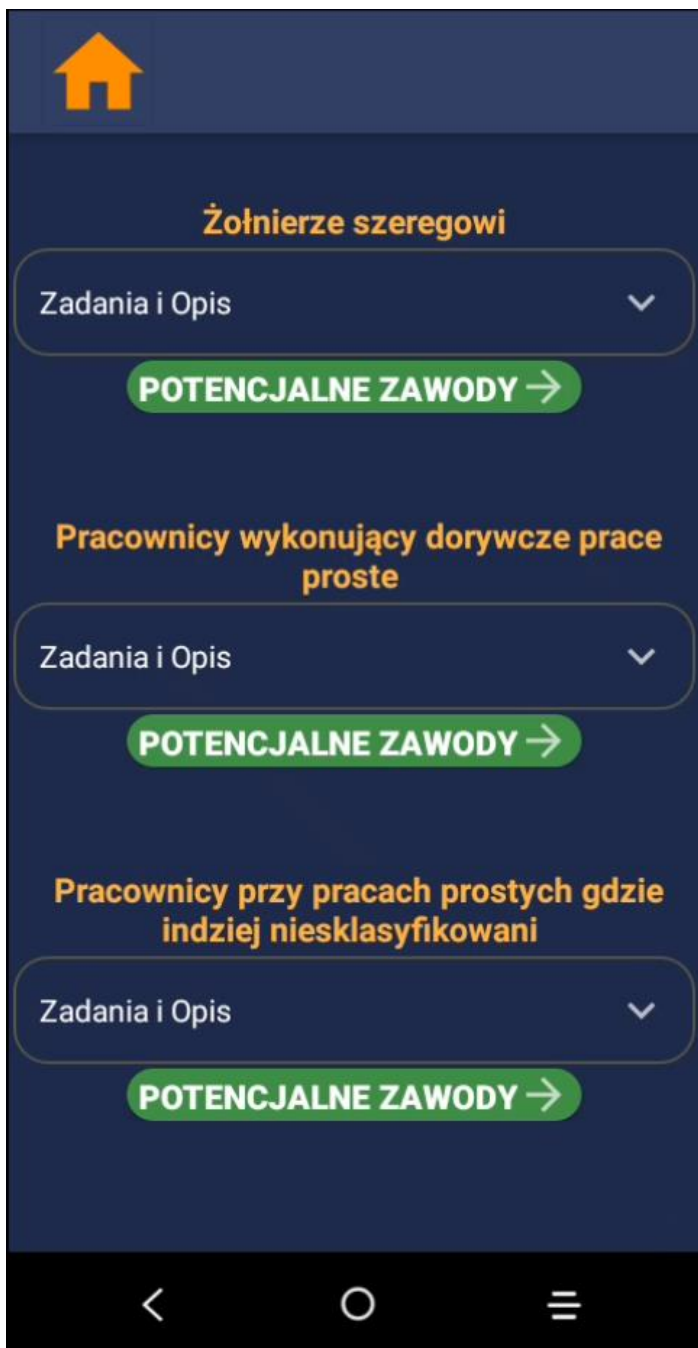 Żołnierze szeregowi
Zadania i Opis
POTENCJALNE ZAWODY
Pracownicy wykonujący dorywcze prace
proste
Zadania i Opis
POTENCJALNE ZAWODY
Pracownicy przy pracach prostych gdzie
indziej niesklasyfikowani
Zadania i Opis
POTENCJALNE ZAWODY